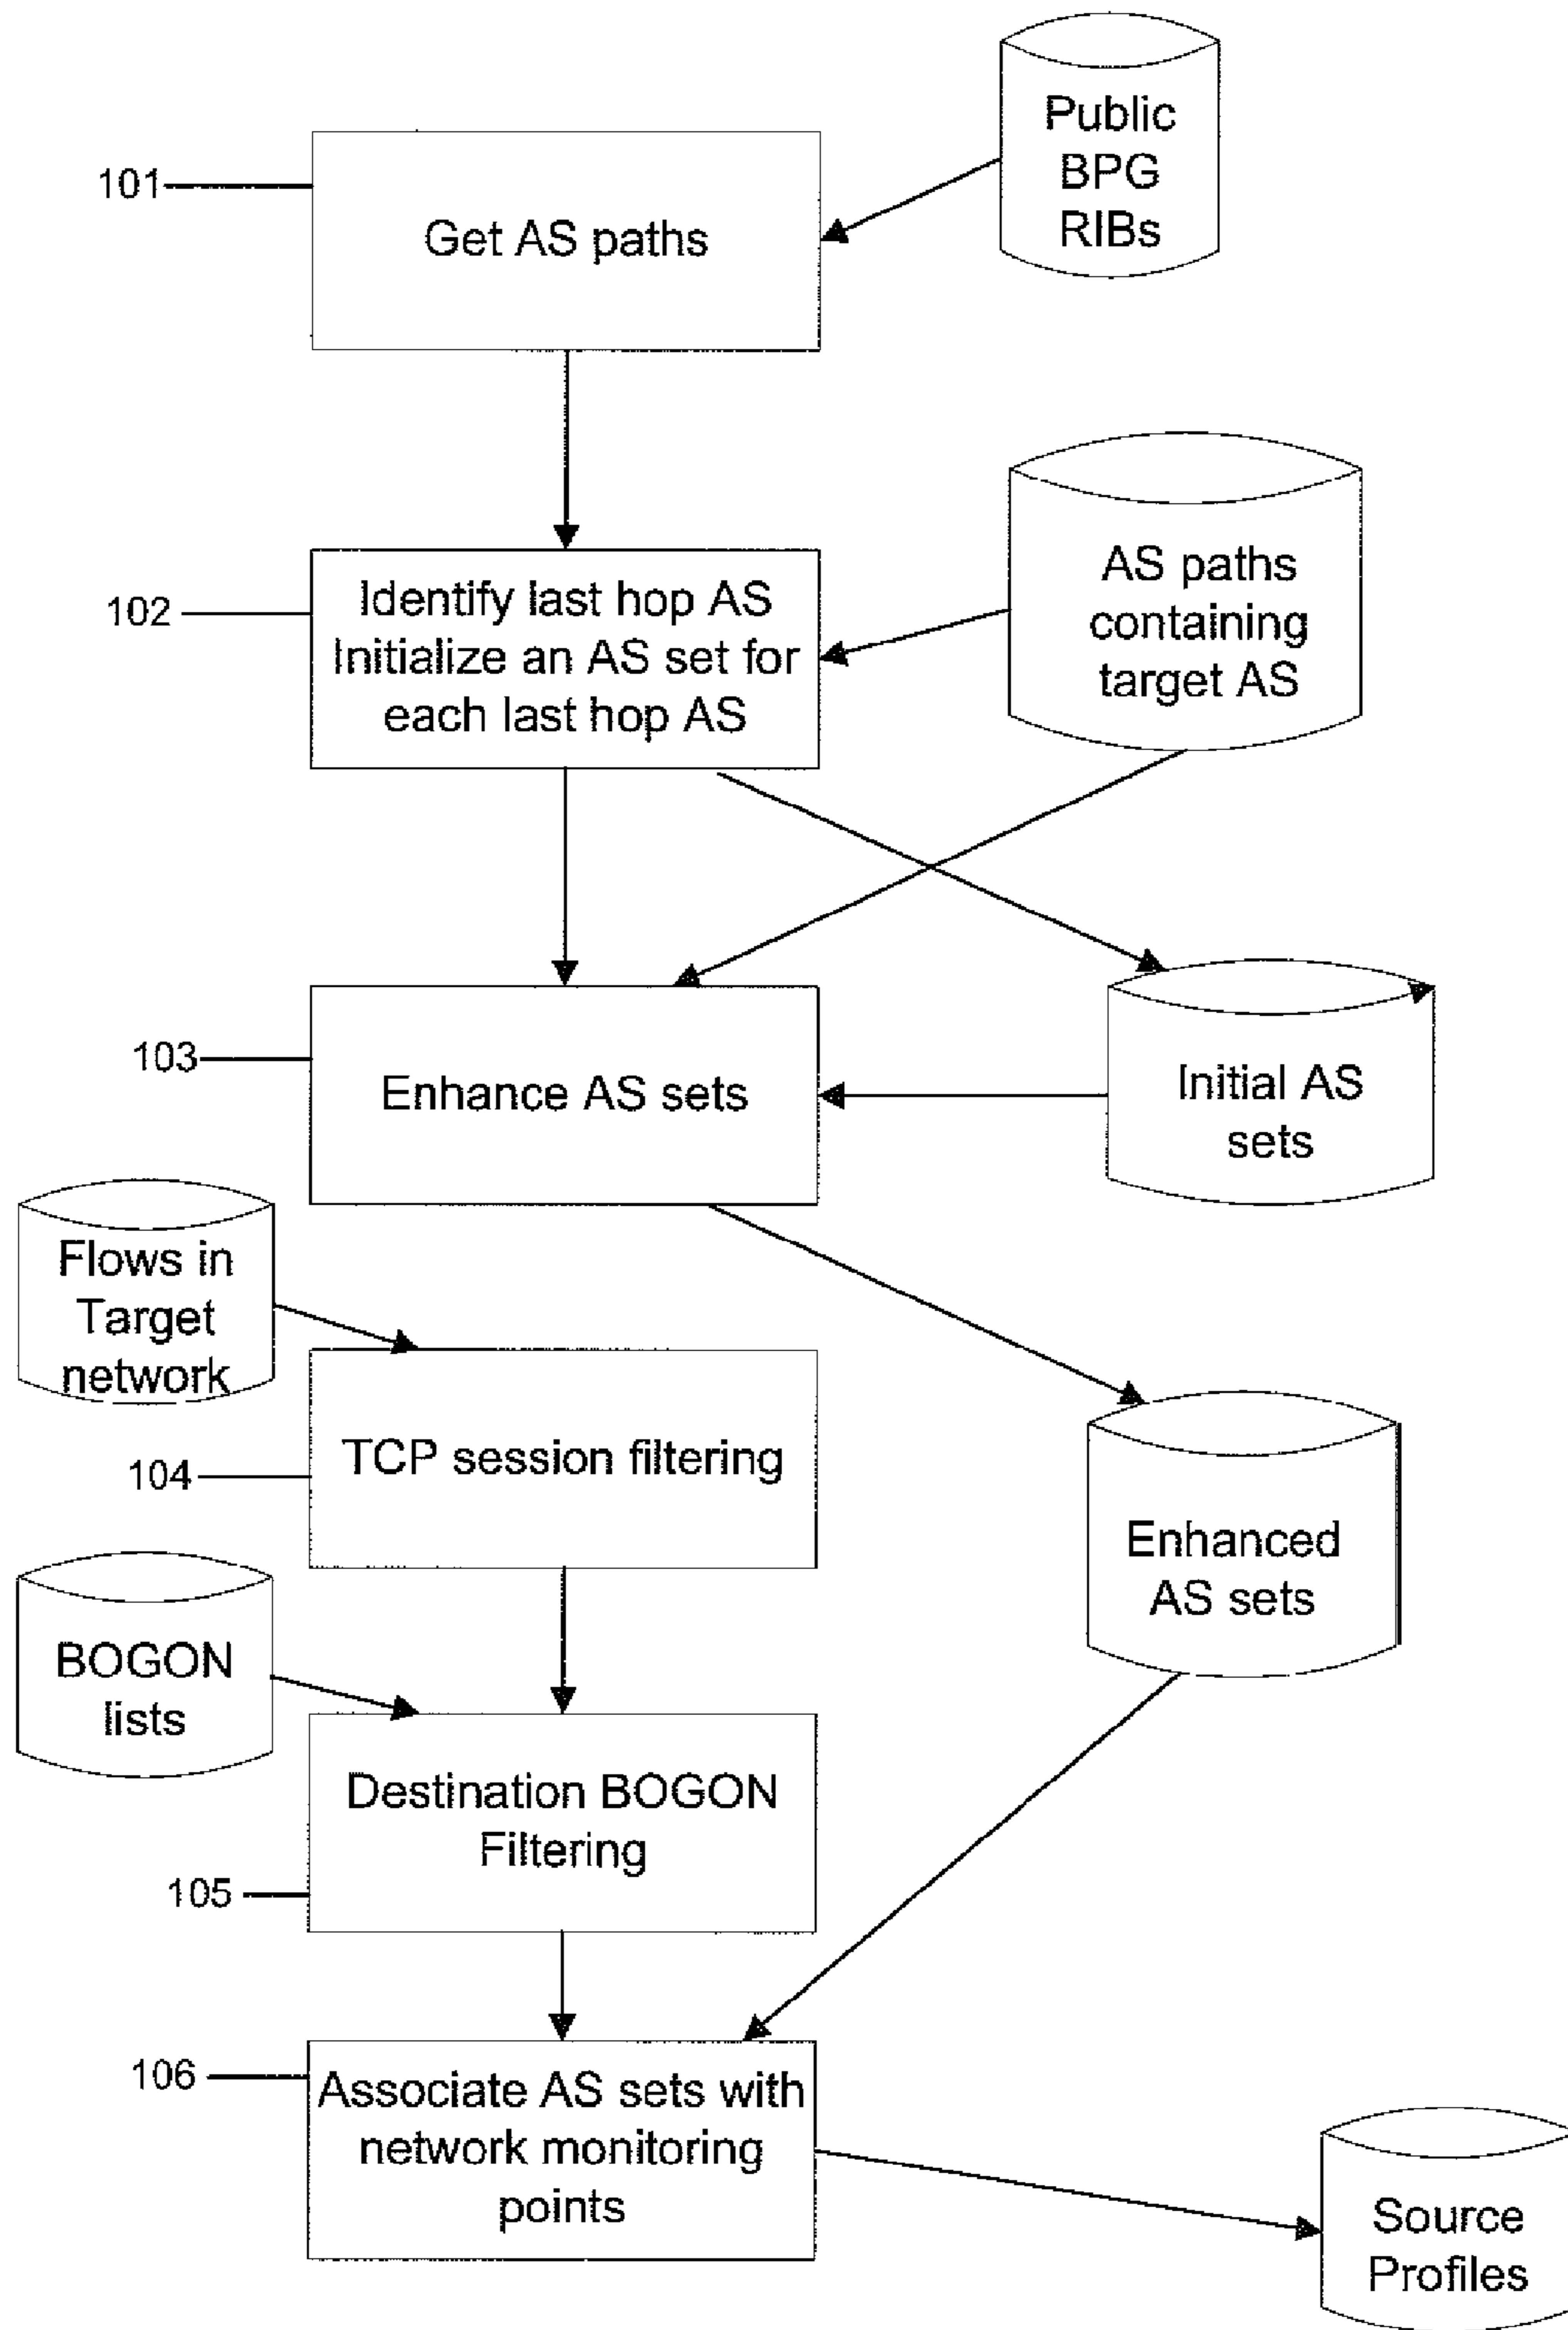 Public
BPG
RIBs
101
Get AS paths
AS paths
containing
target AS
102
Identify last hop AS
Initialize an AS set for
each last hop AS
103
Enhance AS sets
Initial AS
sets
Flows in
Target
network
104
TCP session filtering
Enhanced
AS sets
BOGON
lists
Destination BOGON
Filtering
105
106
Associate AS sets with
network monitoring
points
Source
Profiles